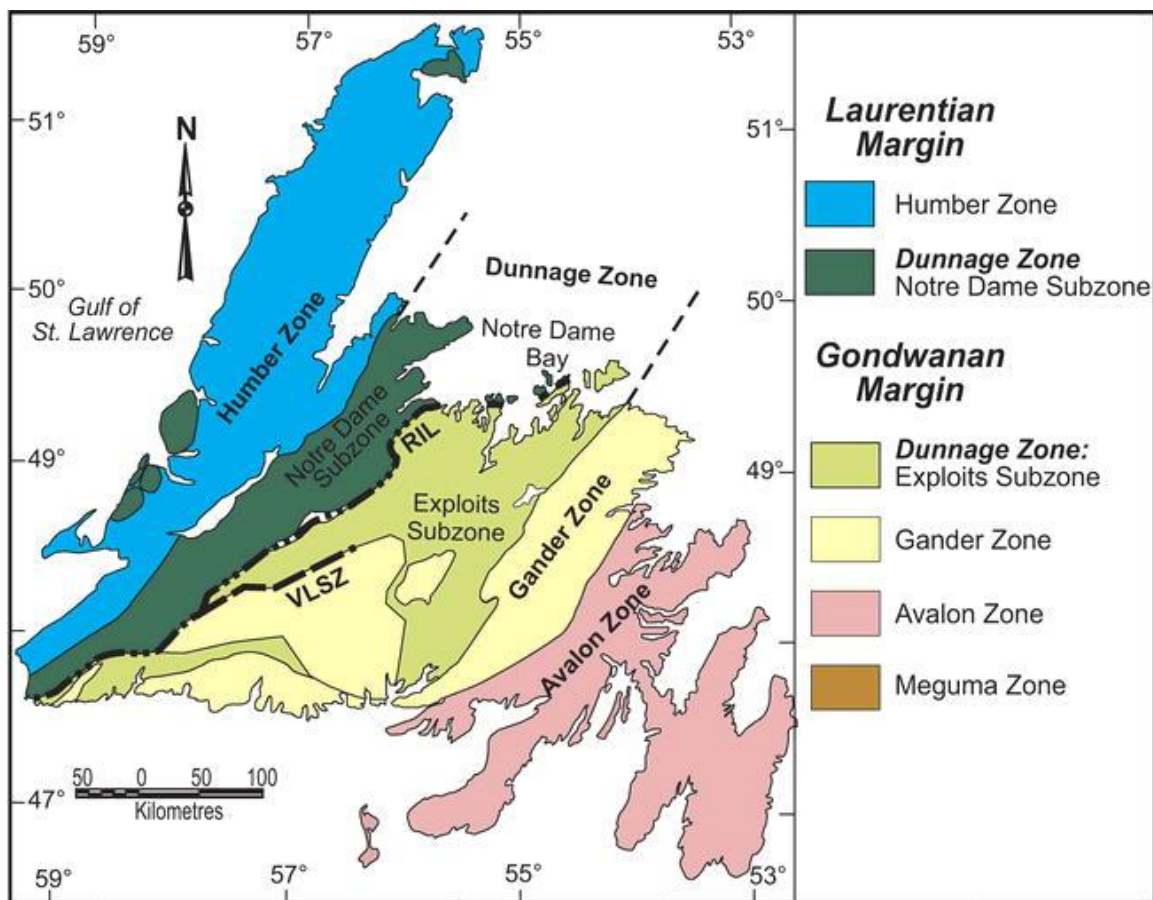 59°
57°
55°
53°
51°
50°
49°
47°
N
Gulf of
St. Lawrence
Humber Zone
Dunnage Zone
Notre Dame
Bay
Notre Dame
Subzone
RIL
Exploits
Subzone
VLSZ
Gander Zone
Avalon Zone
51°
50°
49°
50 0 50 100
Kilometres
59°
57°
55°
53°
Laurentian
Margin
Humber Zone
Dunnage Zone
Notre Dame Subzone
Gondwanan
Margin
Dunnage Zone:
Exploits Subzone
Gander Zone
Avalon Zone
Meguma Zone